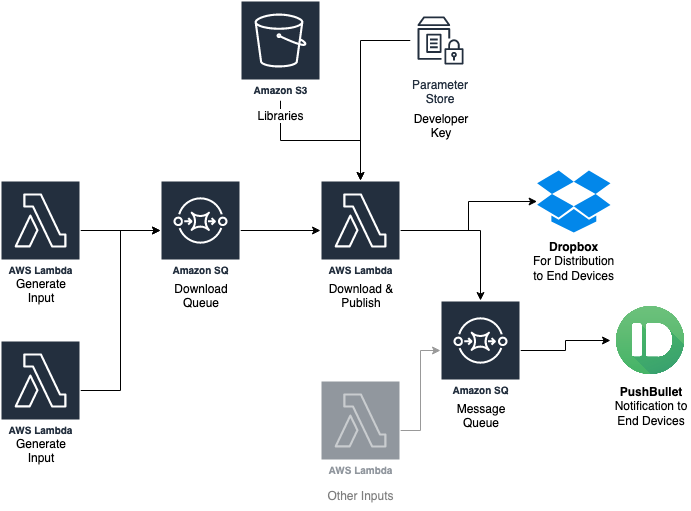 Amazon S3
Libraries
Parameter
Store
Developer
Key
AWS Lambda
Generate
Input
Amazon SQ
Download
Queue
AWS Lambda
Download &
Publish
Dropbox
For Distribution
to End Devices
AWS Lambda
Generate
Input
Amazon SQ
Message
Queue
PushBullet
Notification to
End Devices
AWS Lambda
Other Inputs